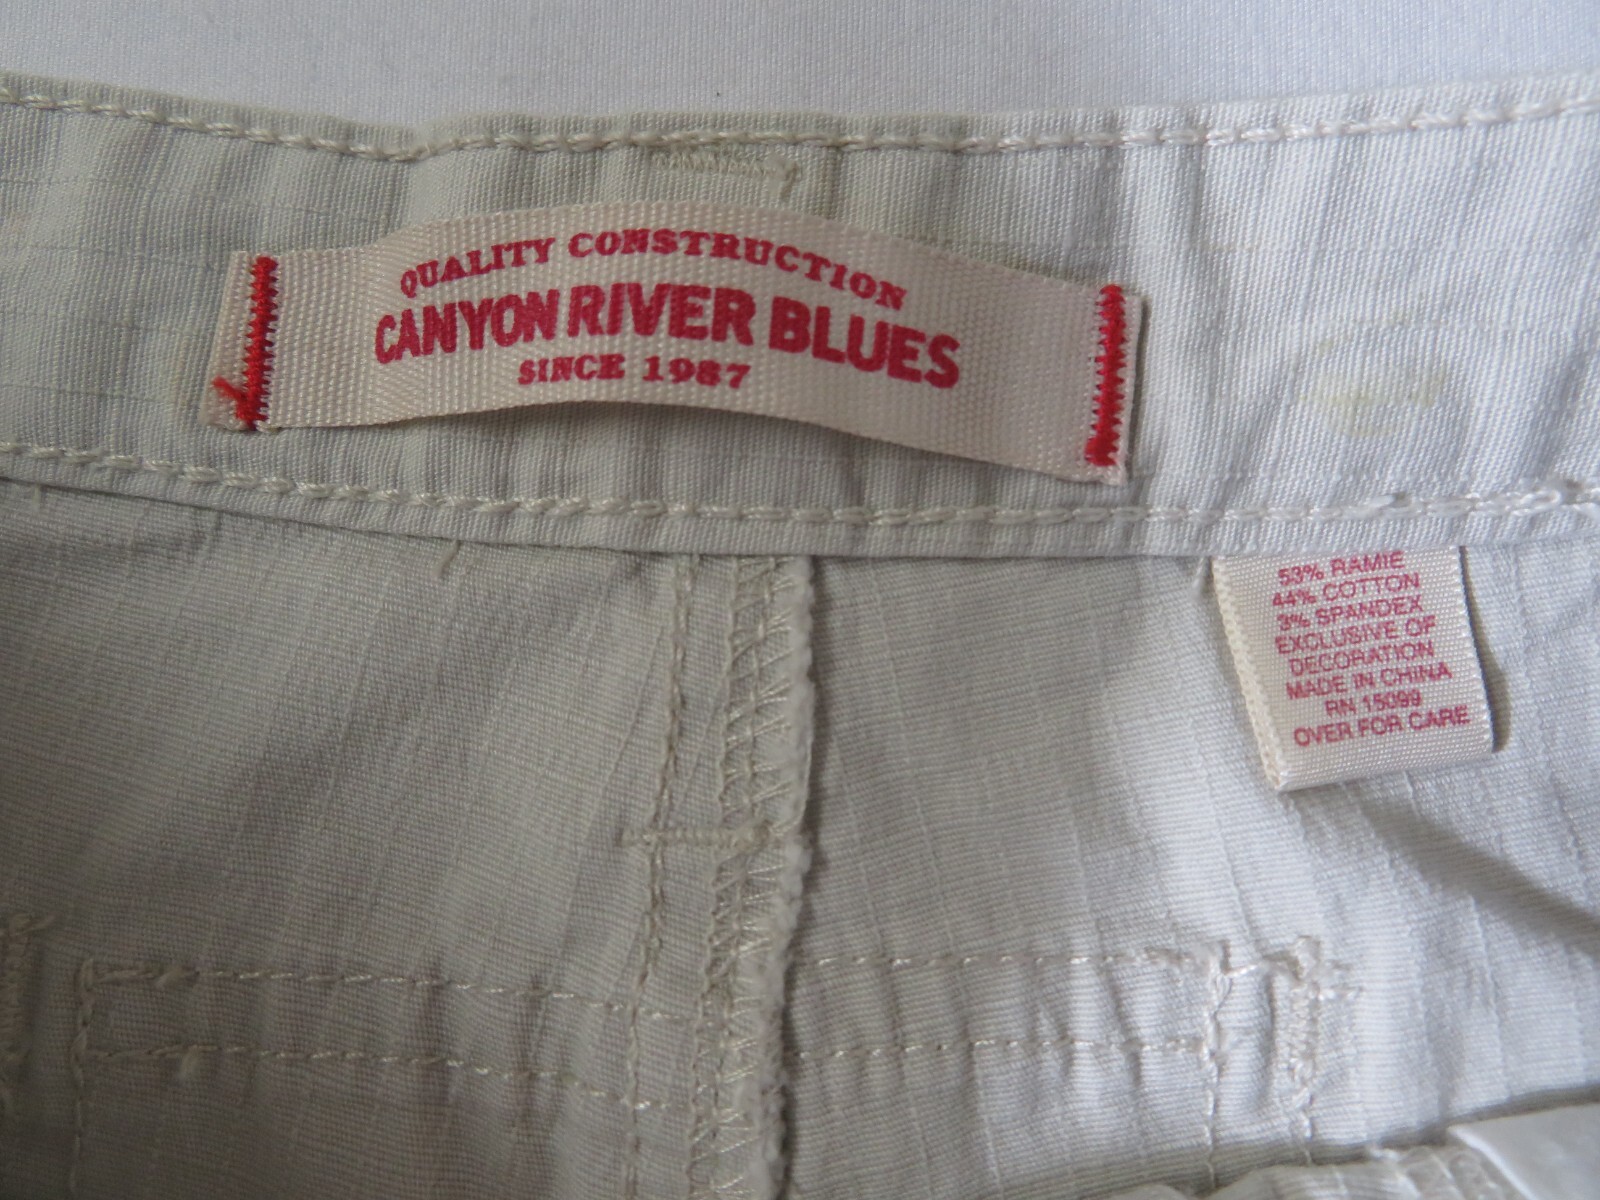 QUALITY CONSTRUCTION
CANYON RIVER BLUES
SINCE 1987
53% RAMIE
44% COTTON
3% SPANDEX
EXCLUSIVE OF
DECORATION
MADE IN CHINA
RN 15099
OVER FOR CARE